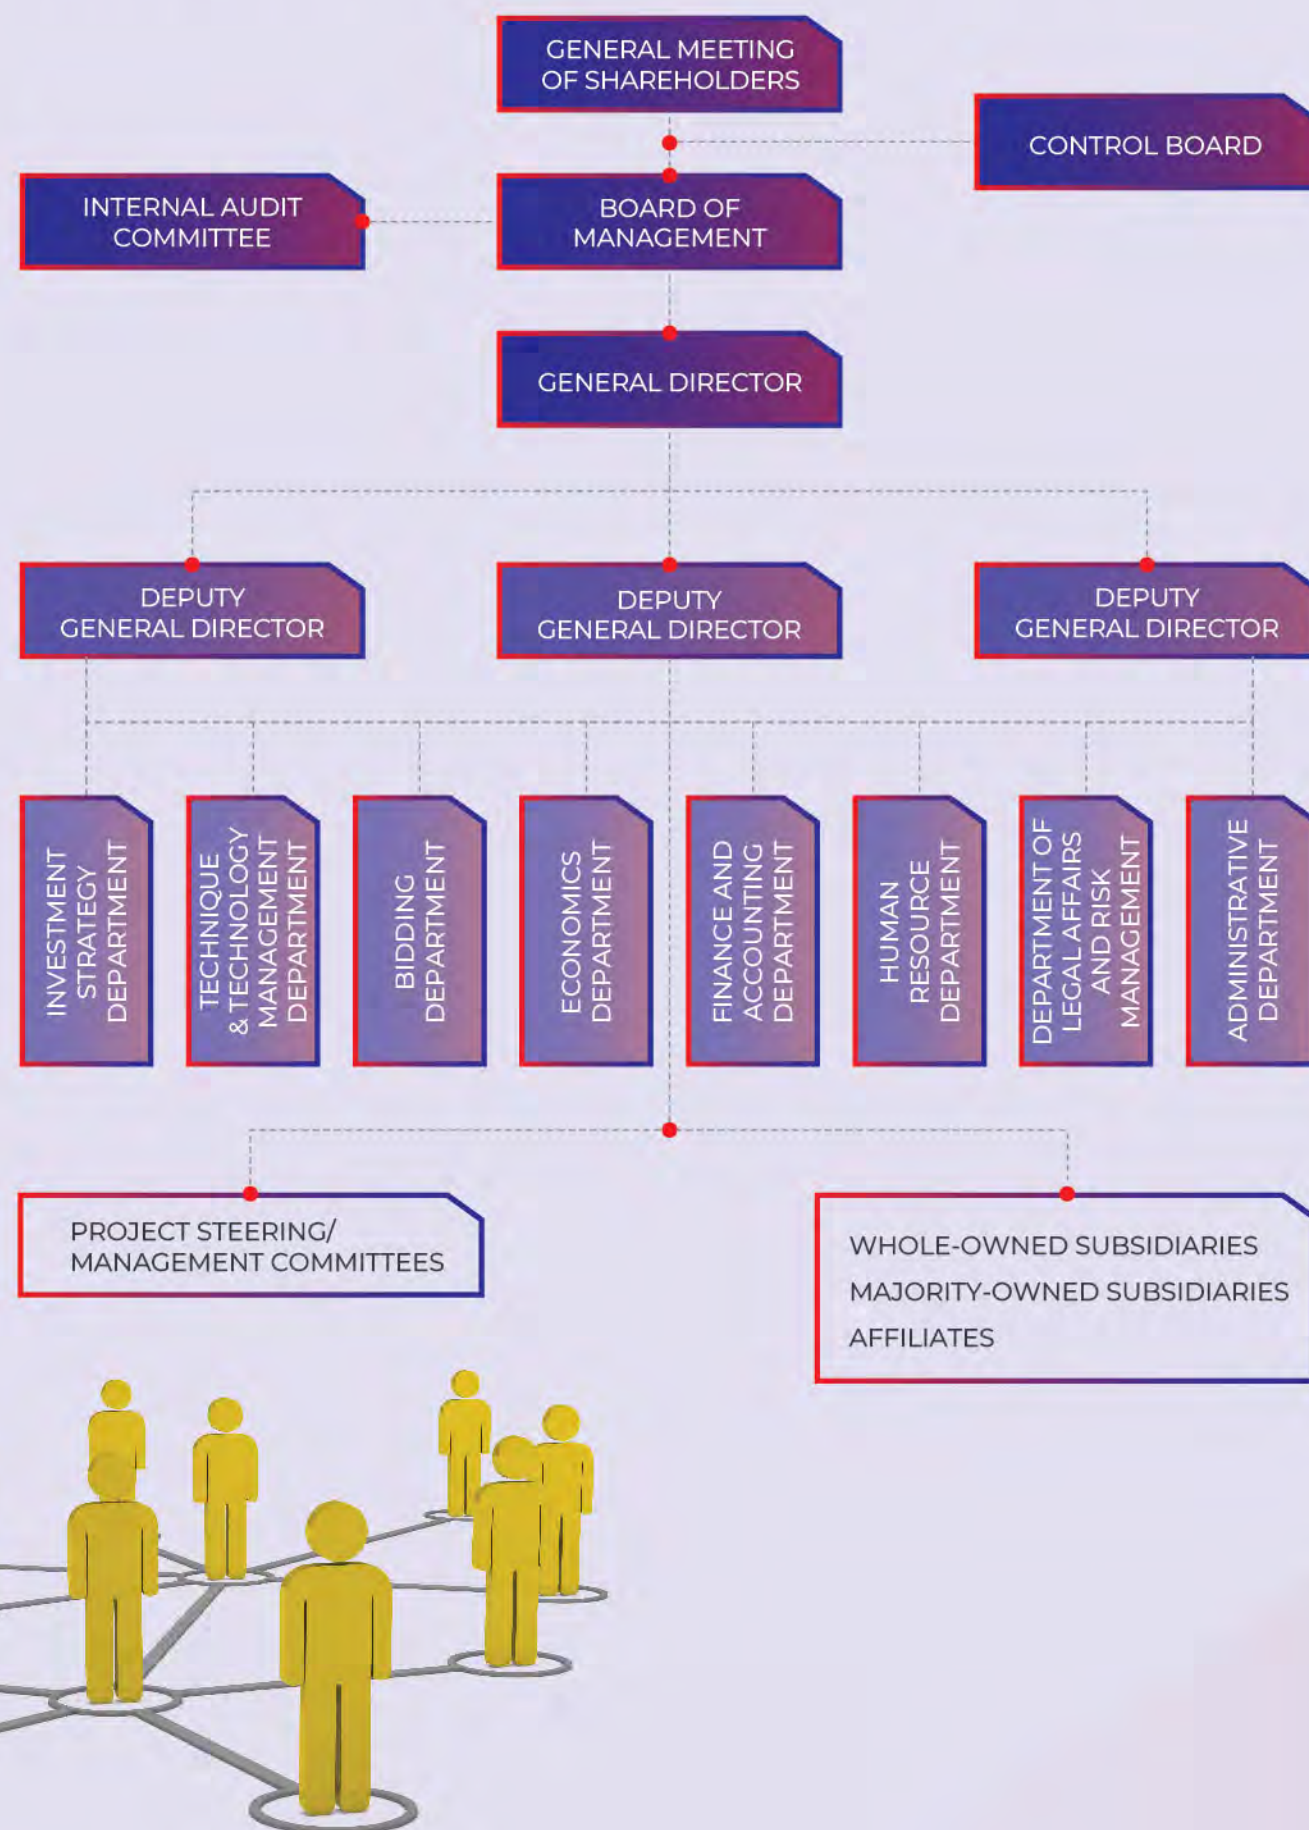 GENERAL MEETING
OF SHAREHOLDERS
CONTROL BOARD
INTERNAL AUDIT
COMMITTEE
BOARD OF
MANAGEMENT
GENERAL DIRECTOR
DEPUTY
GENERAL DIRECTOR
DEPUTY
GENERAL DIRECTOR
DEPUTY
GENERAL DIRECTOR
INVESTMENT
STRATEGY
DEPARTMENT
TECHNIQUE
& TECHNOLOGY
MANAGEMENT
DEPARTMENT
BIDDING
DEPARTMENT
ECONOMICS
DEPARTMENT
FINANCE AND
ACCOUNTING
DEPARTMENT
HUMAN
RESOURCE
DEPARTMENT
DEPARTMENT OF
LEGAL AFFAIRS
AND RISK
MANAGEMENT
ADMINISTRATIVE
DEPARTMENT
PROJECT STEERING/
MANAGEMENT COMMITTEES
WHOLE-OWNED SUBSIDIARIES
MAJORITY-OWNED SUBSIDIARIES
AFFILIATES